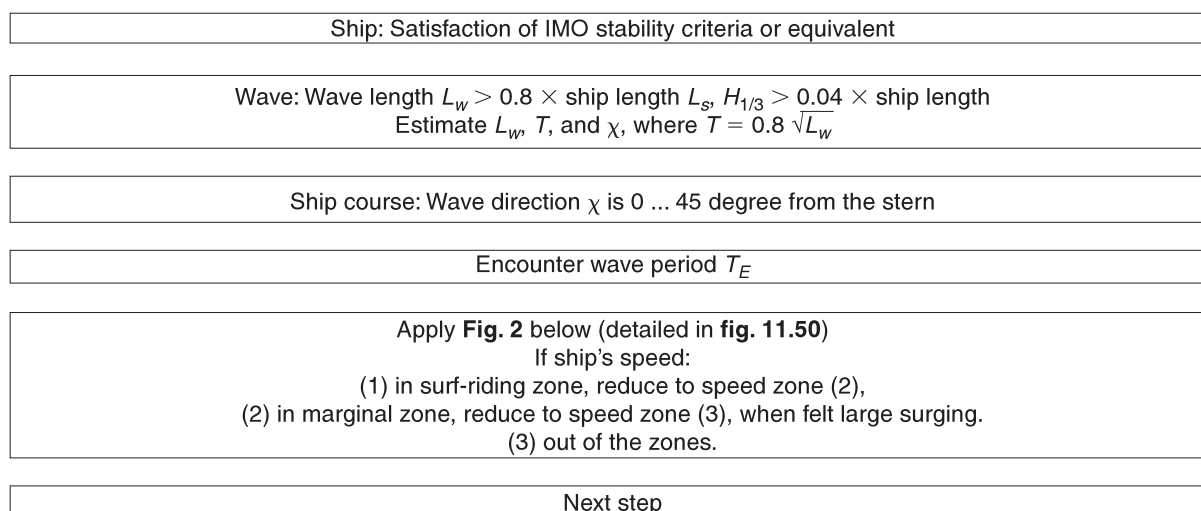 Ship: Satisfaction of IMO stability criteria or equivalent
Wave: Wave length L_w > 0.8 × ship length L_s, H_{1/3} > 0.04 × ship length
Estimate L_w, T, and χ, where T = 0.8 √L_w
Ship course: Wave direction χ is 0 ... 45 degree from the stern
Encounter wave period T_E
Apply Fig. 2 below (detailed in fig. 11.50)
If ship's speed:
(1) in surf-riding zone, reduce to speed zone (2),
(2) in marginal zone, reduce to speed zone (3), when felt large surging.
(3) out of the zones.
Next step